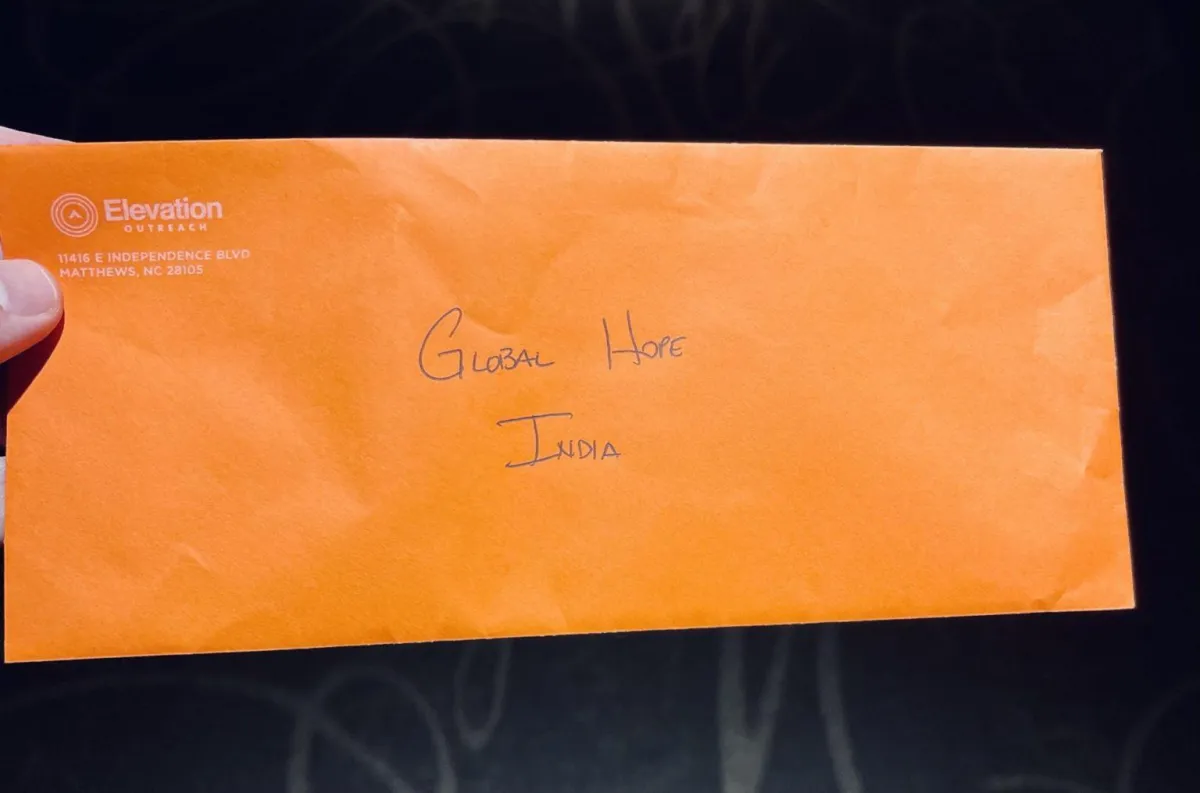 Elevation
OUTREACH
11416 E INDEPENDENCE BLVD
MATTHEWS, NC 28105
GLOBAL HOPE
INDIA